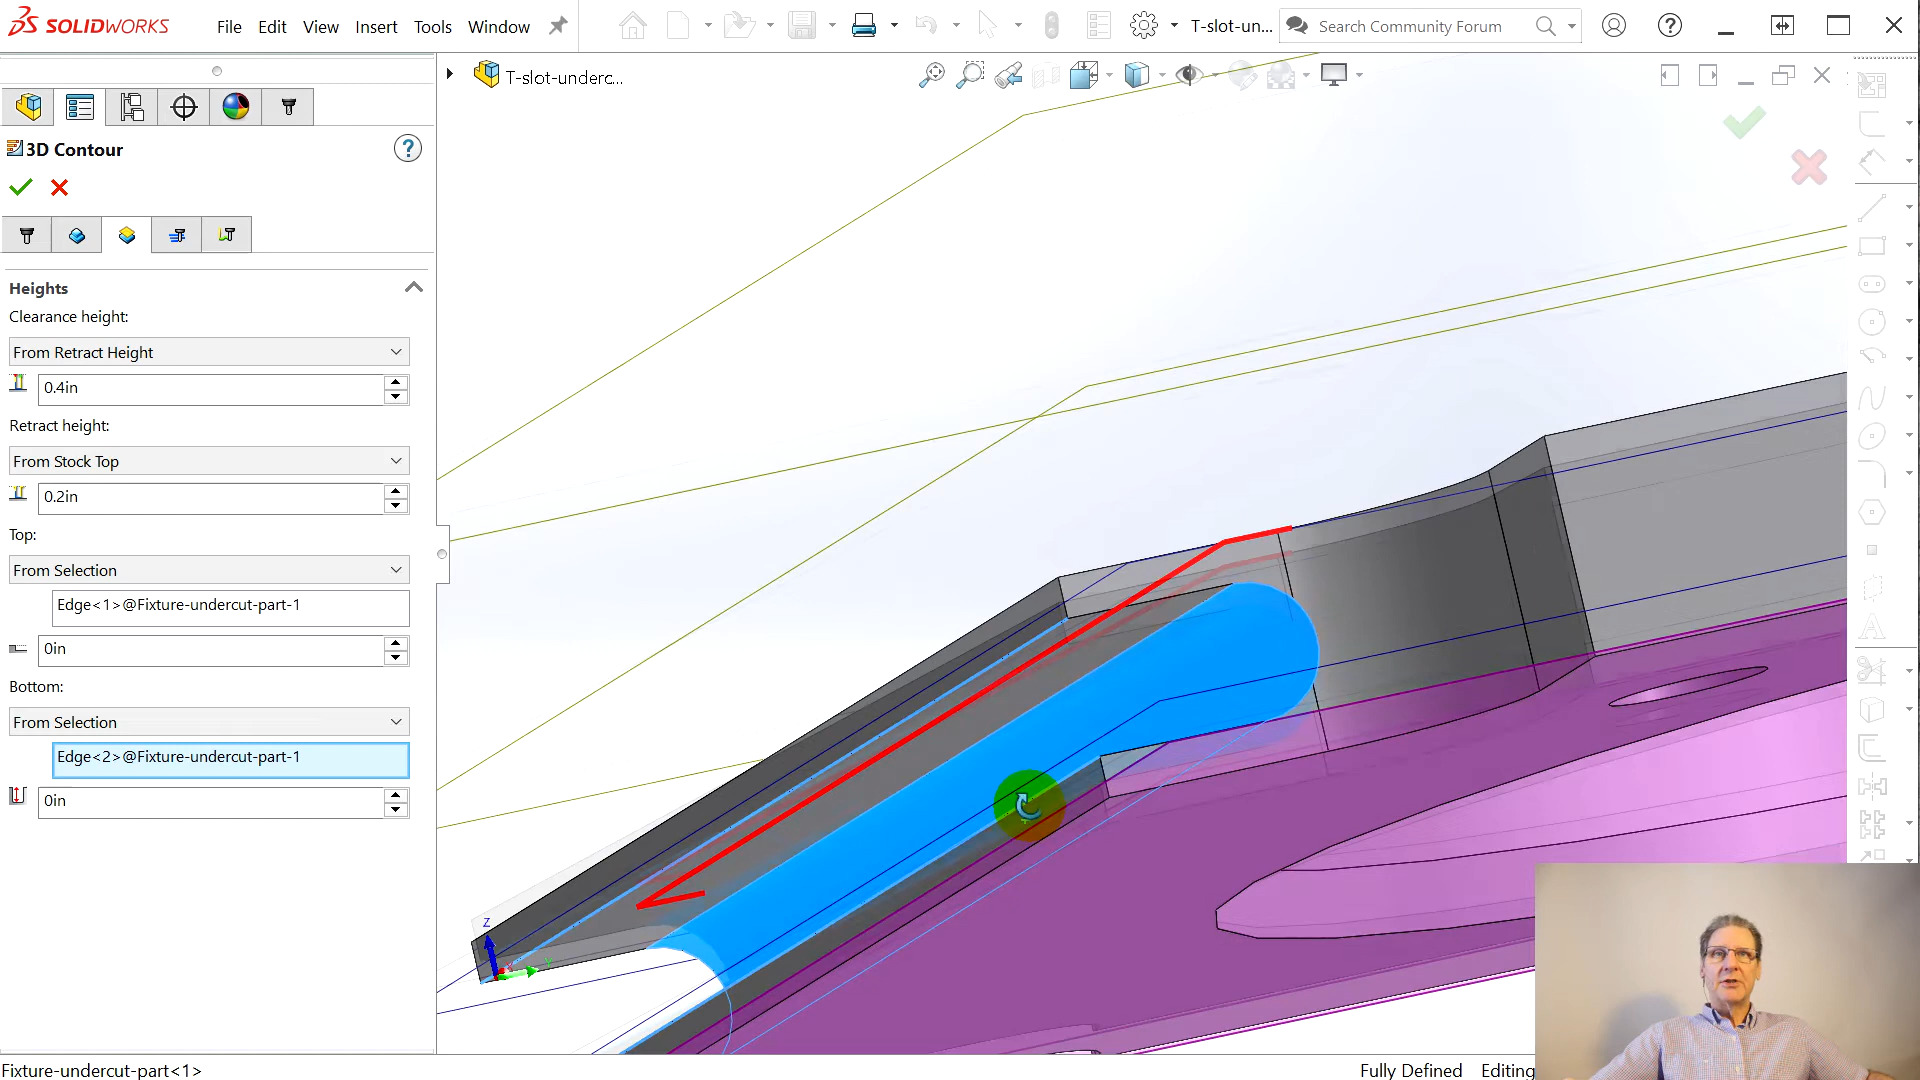 SOLIDWORKS File Edit View Insert Tools Window T-slot-un... Search Community Forum
T-slot-underc...
3D Contour
Heights
Clearance height:
From Retract Height
0.4in
Retract height:
From Stock Top
0.2in
Top:
From Selection
Edge<1>@Fixture-undercut-part-1
0in
Bottom:
From Selection
Edge<2>@Fixture-undercut-part-1
0in
Z
X
Y
Fixture-undercut-part<1> Fully Defined Editing